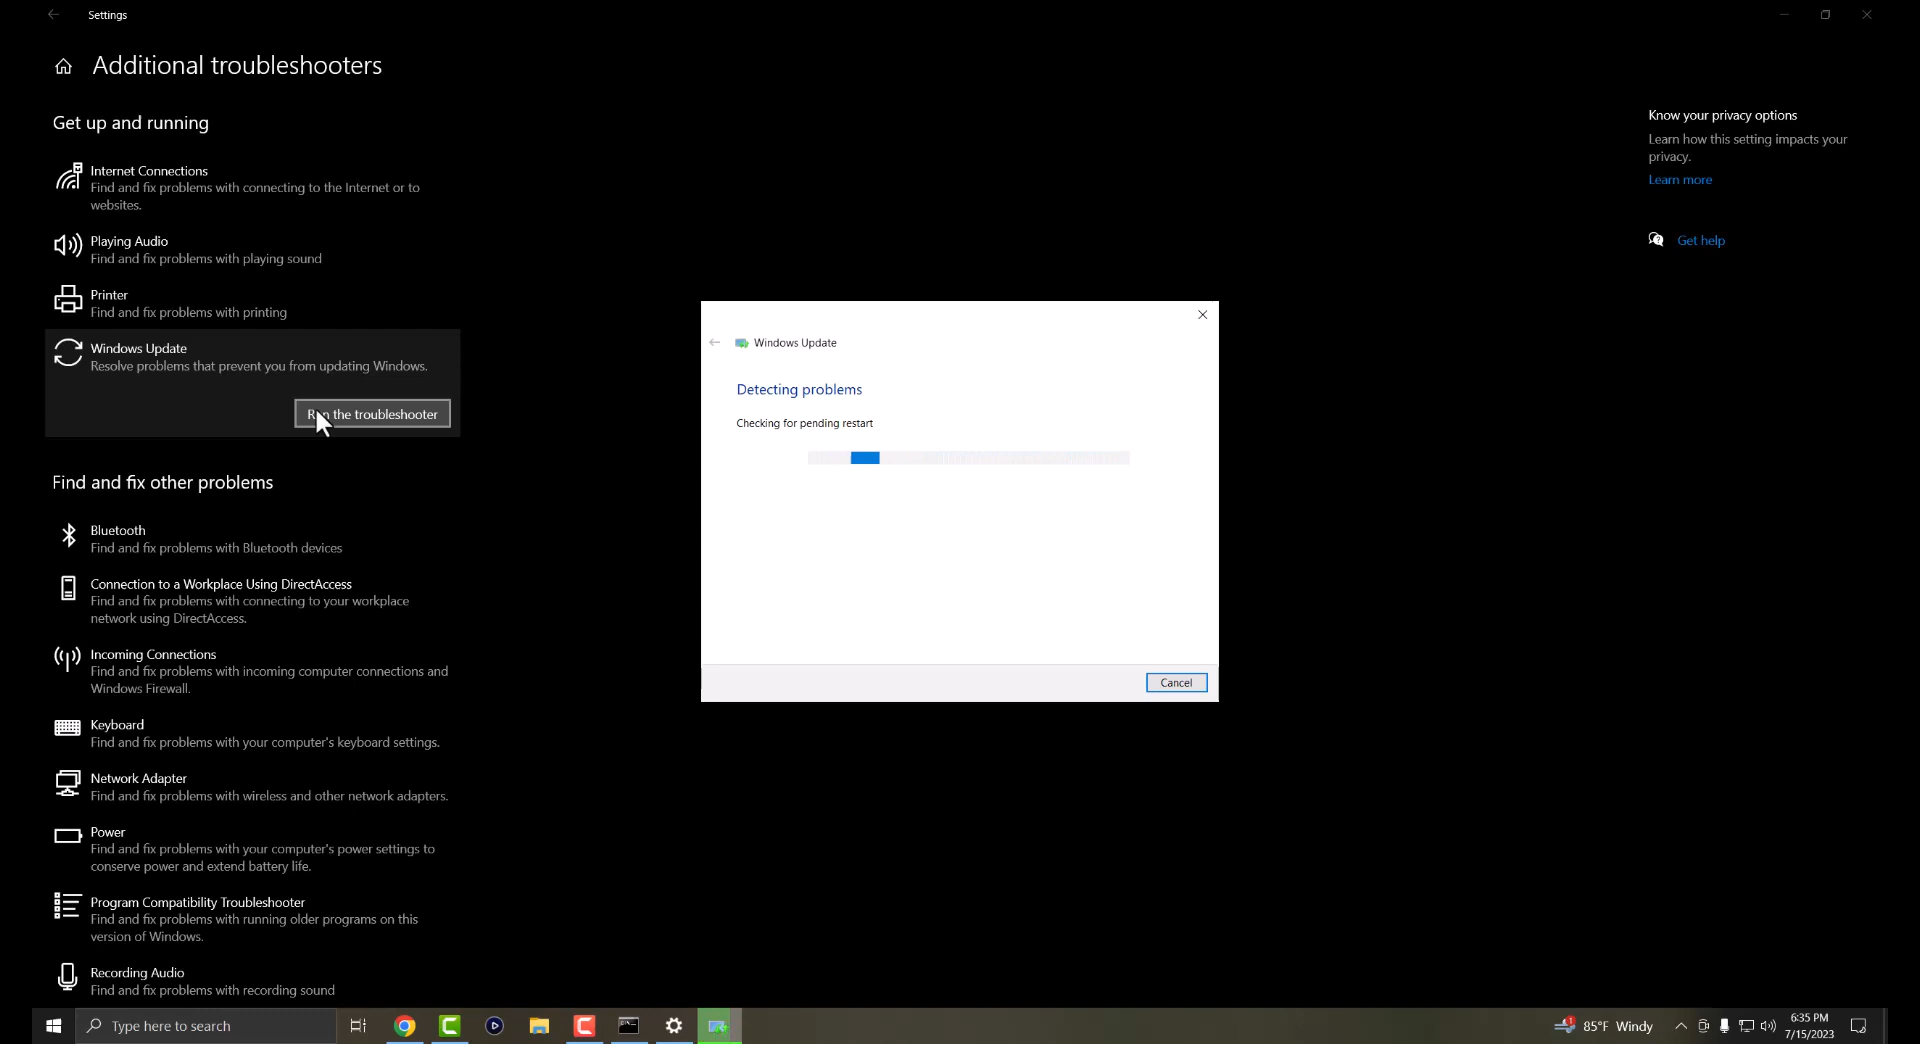 Settings
Additional troubleshooters
Get up and running
Internet Connections
Find and fix problems with connecting to the Internet or to
websites.
Playing Audio
Find and fix problems with playing sound
Printer
Find and fix problems with printing
Windows Update
Resolve problems that prevent you from updating Windows.
the troubleshooter
Find and fix other problems
Bluetooth
Find and fix problems with Bluetooth devices
Connection to a Workplace Using DirectAccess
Find and fix problems with connecting to your workplace
network using DirectAccess.
Incoming Connections
Find and fix problems with incoming computer connections and
Windows Firewall.
Keyboard
Find and fix problems with your computer's keyboard settings.
Network Adapter
Find and fix problems with wireless and other network adapters.
Power
Find and fix problems with your computer's power settings to
conserve power and extend battery life.
Program Compatibility Troubleshooter
Find and fix problems with running older programs on this
version of Windows.
Recording Audio
Find and fix problems with recording sound
Windows Update
Detecting problems
Checking for pending restart
Cancel
Know your privacy options
Learn how this setting impacts your
privacy.
Learn more
Get help
Type here to search
1
85°F Windy
6:35 PM
7/15/2023